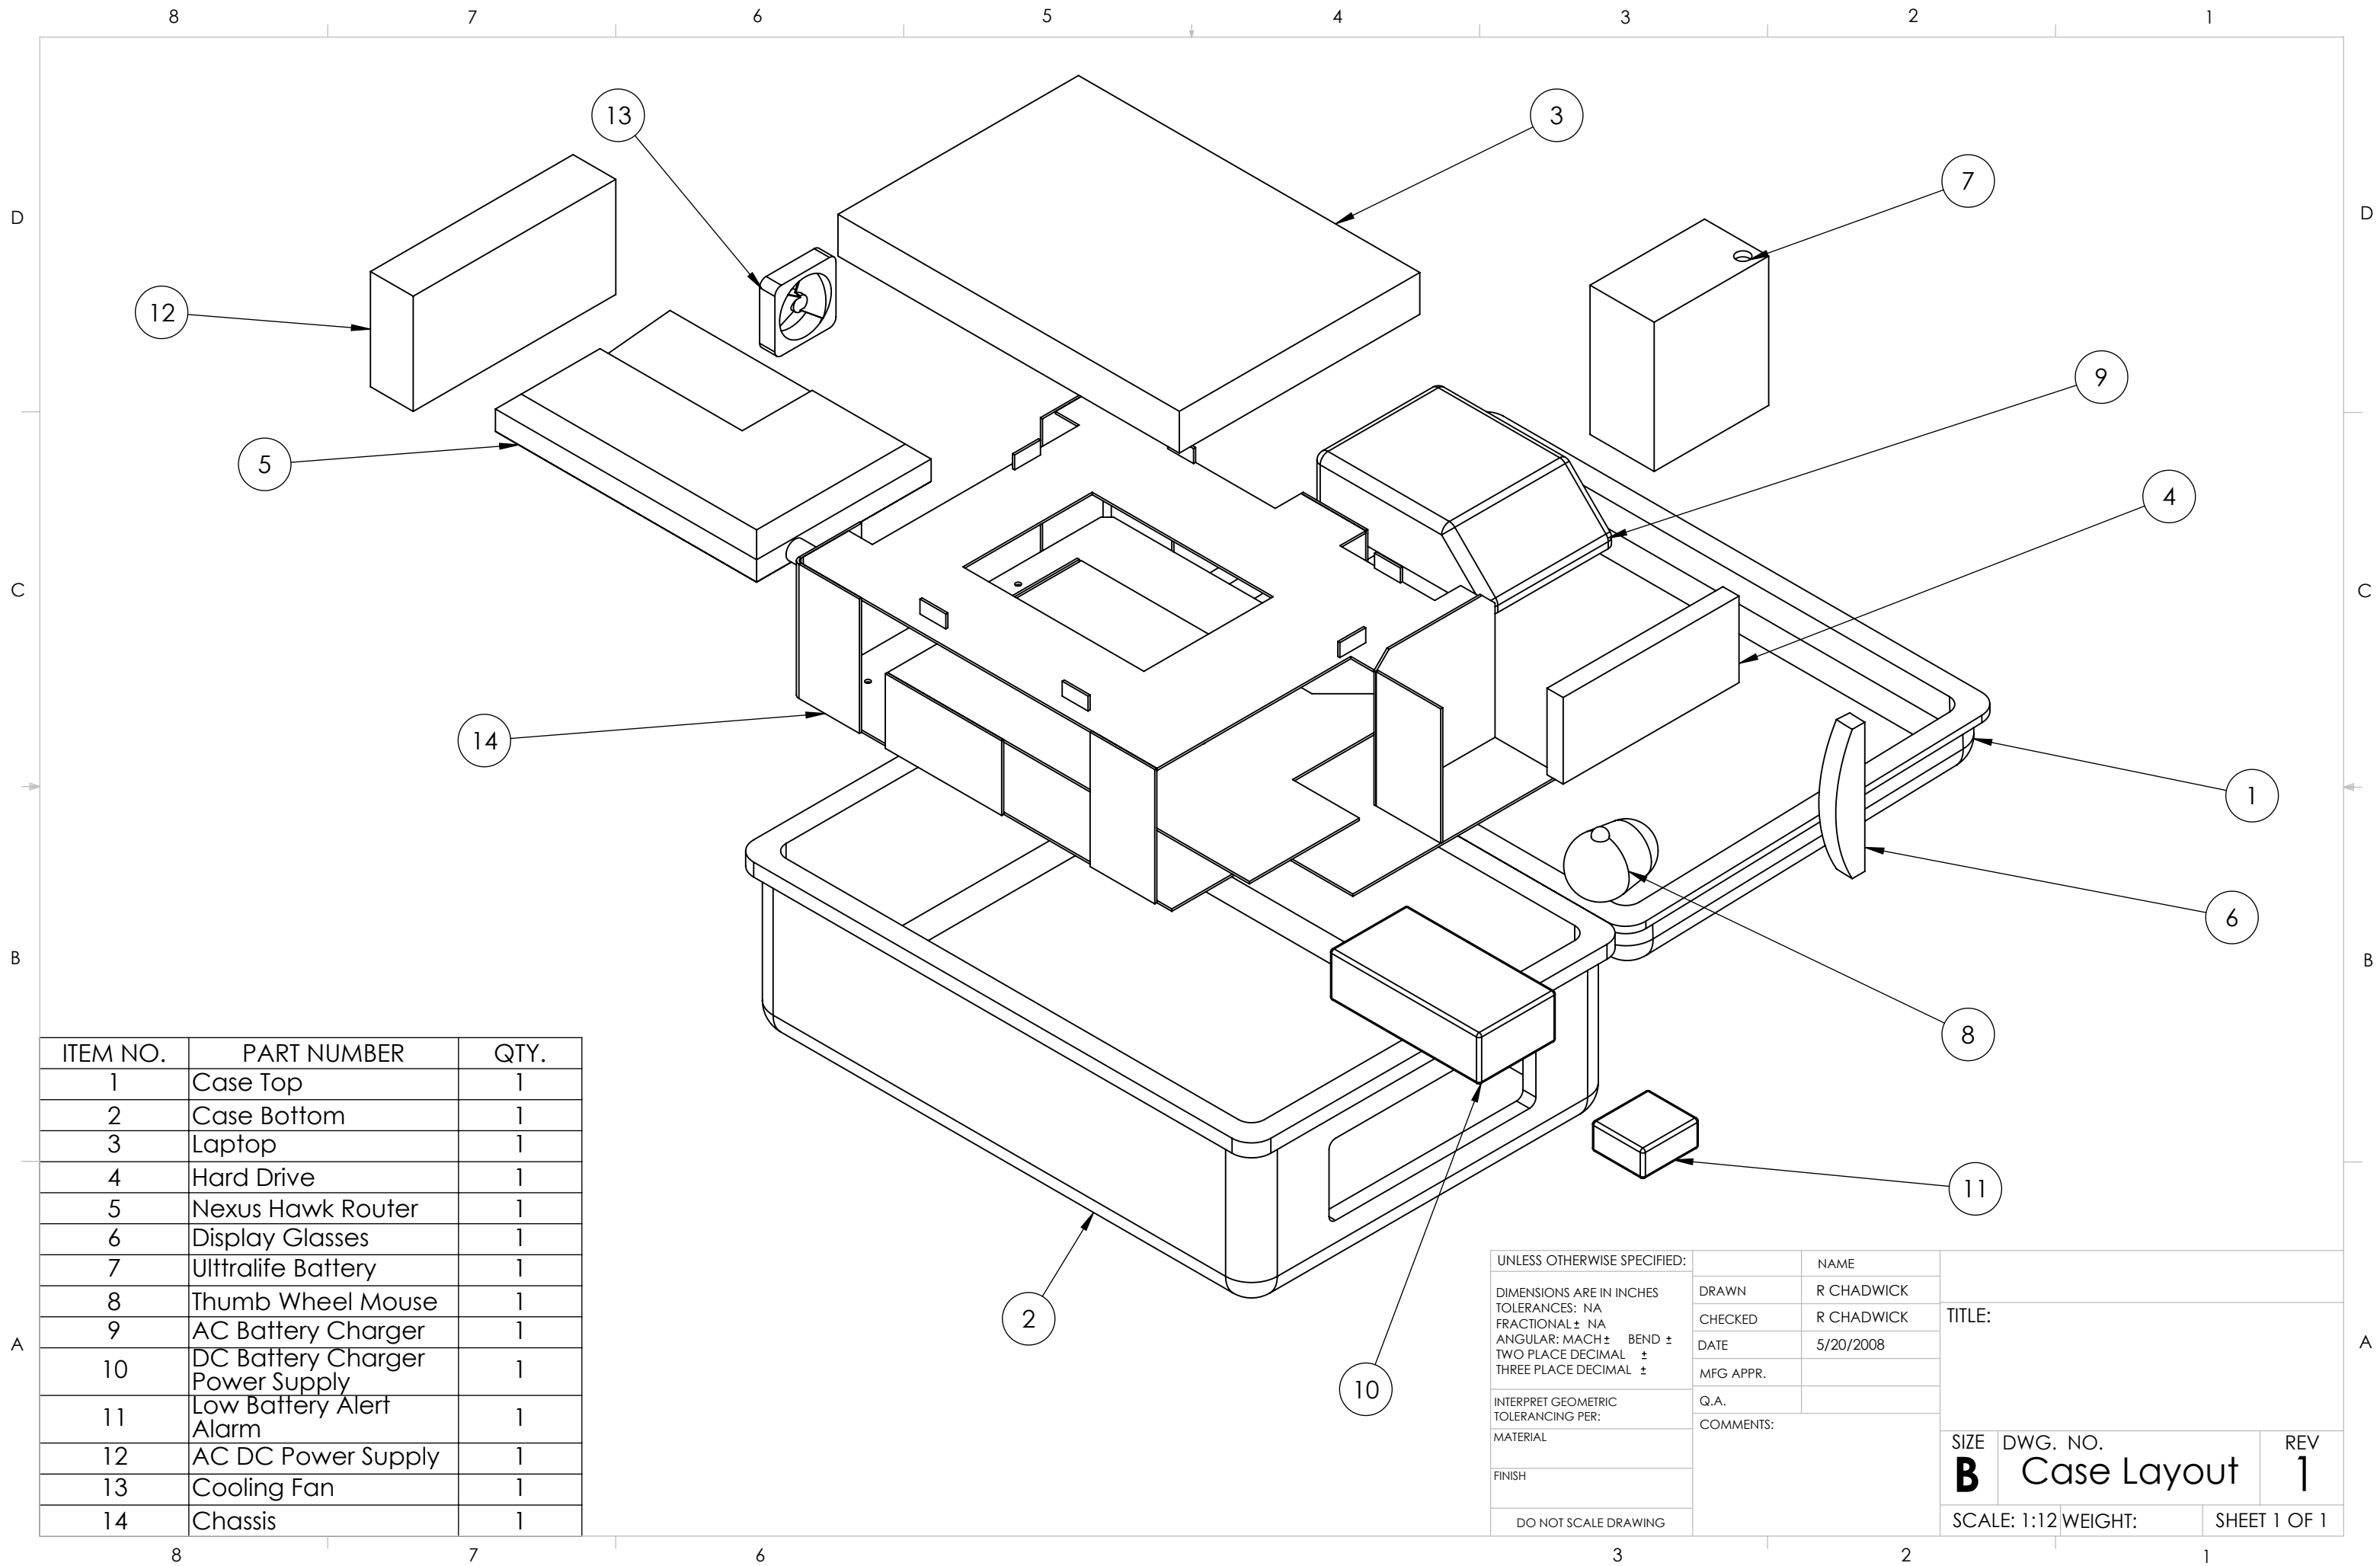 8 7 6 5 4 3 2 1
13
3
7
D D
12
9
5
4
C C
14
1
6
B B
8
11
2
10
A A
ITEM NO. PART NUMBER QTY.
1 Case Top 1
2 Case Bottom 1
3 Laptop 1
4 Hard Drive 1
5 Nexus Hawk Router 1
6 Display Glasses 1
7 Ulttralife Battery 1
8 Thumb Wheel Mouse 1
9 AC Battery Charger 1
10 DC Battery Charger
Power Supply 1
11 Low Battery Alert
Alarm 1
12 AC DC Power Supply 1
13 Cooling Fan 1
14 Chassis 1
UNLESS OTHERWISE SPECIFIED:
DIMENSIONS ARE IN INCHES
TOLERANCES: NA
FRACTIONAL ± NA
ANGULAR: MACH ± BEND ±
TWO PLACE DECIMAL ±
THREE PLACE DECIMAL ±
INTERPRET GEOMETRIC
TOLERANCING PER:
MATERIAL
FINISH
DO NOT SCALE DRAWING
NAME
DRAWN R CHADWICK
CHECKED R CHADWICK
DATE 5/20/2008
MFG APPR.
Q.A.
COMMENTS:
TITLE:
SIZE DWG. NO. REV
B Case Layout 1
SCALE: 1:12 WEIGHT: SHEET 1 OF 1
8 7 6 3 2 1